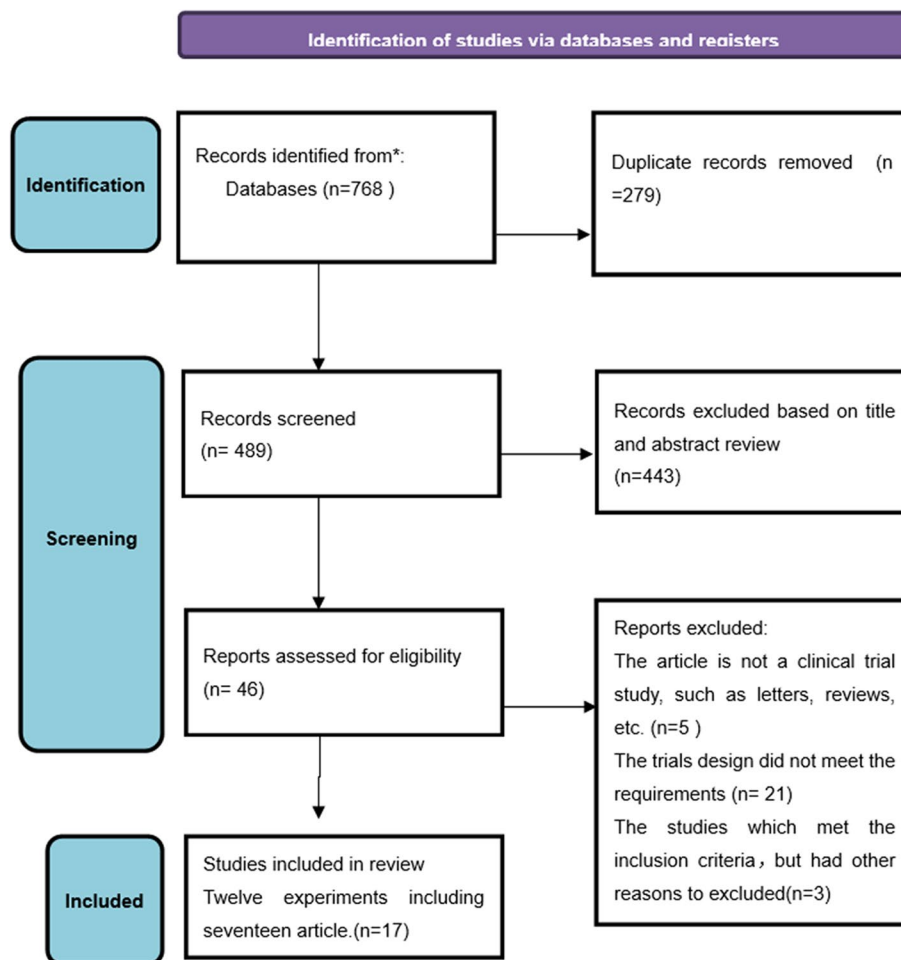 Identification of studies via databases and registers
Identification
Records identified from*:
Databases (n=768 )
Duplicate records removed (n
=279)
Screening
Records screened
(n= 489)
Records excluded based on title
and abstract review
(n=443)
Reports assessed for eligibility
(n= 46)
Reports excluded:
The article is not a clinical trial
study, such as letters, reviews,
etc. (n=5 )
The trials design did not meet the
requirements (n= 21)
The studies which met the
inclusion criteria，but had other
reasons to excluded(n=3)
Included
Studies included in review
Twelve experiments including
seventeen article.(n=17)